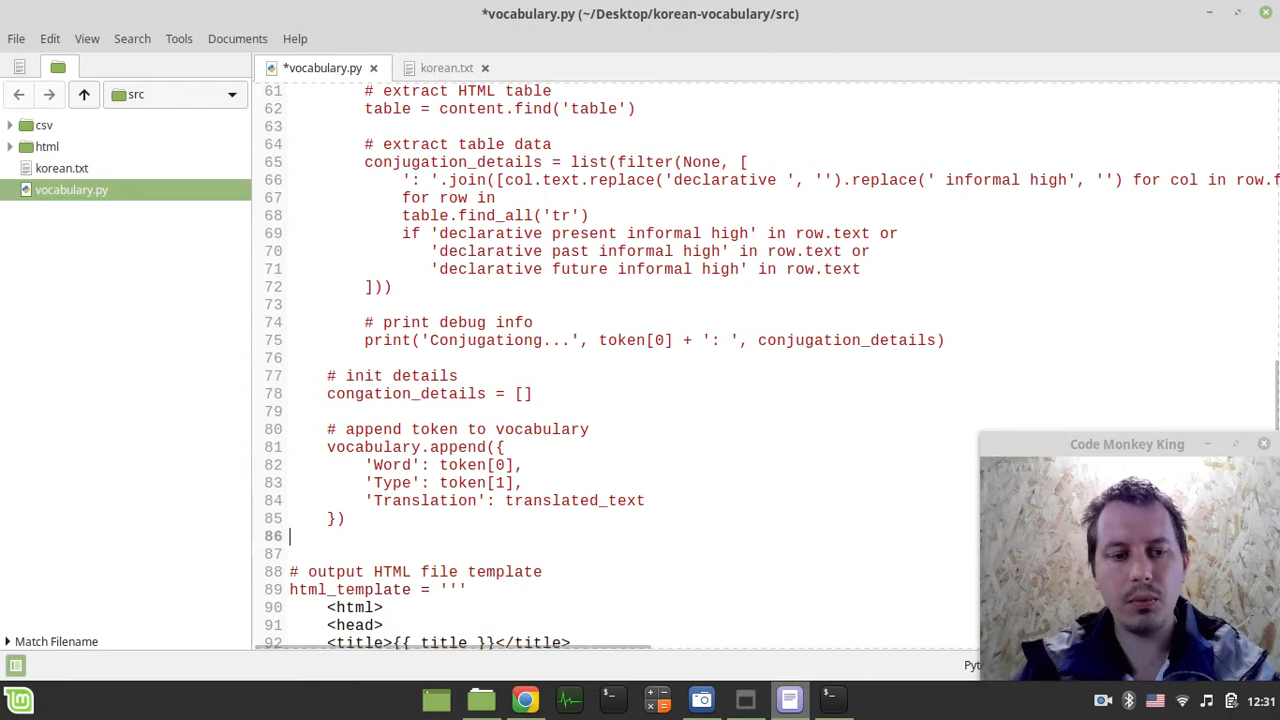 *vocabulary.py (~/Desktop/korean-vocabulary/src)
File Edit View Search Tools Documents Help
*vocabulary.py korean.txt
src
csv
html
korean.txt
vocabulary.py
61 # extract HTML table
62 table = content.find('table')
63
64 # extract table data
65 conjugation_details = list(filter(None, [
66 ': '.join([col.text.replace('declarative ', '').replace(' informal high', '') for col in row.f
67 for row in
68 table.find_all('tr')
69 if 'declarative present informal high' in row.text or
70 'declarative past informal high' in row.text or
71 'declarative future informal high' in row.text
72 ]))
73
74 # print debug info
75 print('Conjugationg...', token[0] + ': ', conjugation_details)
76
77 # init details
78 congation_details = []
79
80 # append token to vocabulary
81 vocabulary.append({
82 'Word': token[0],
83 'Type': token[1],
84 'Translation': translated_text
85 })
86
87
88 # output HTML file template
89 html_template = '''
90 <html>
91 <head>
92 <title>{{ title }}</title>
Match Filename
Code Monkey King
Pyt
12:31